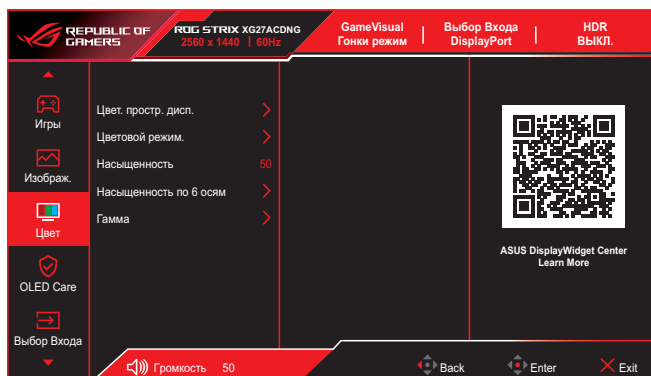 REPUBLIC OF
GAMERS
ROG STRIX XG27ACDNG
2560 x 1440 | 60Hz
GameVisual
Гонки режим
Выбор Входа
DisplayPort
HDR
ВЫКЛ.
Игры
Изображ.
Цвет
OLED Care
Выбор Входа
Цвет. простр. дисп.
Цветовой режим.
Насыщенность 50
Насыщенность по 6 осям
Гамма
ASUS DisplayWidget Center
Learn More
Громкость 50
Back
Enter
Exit